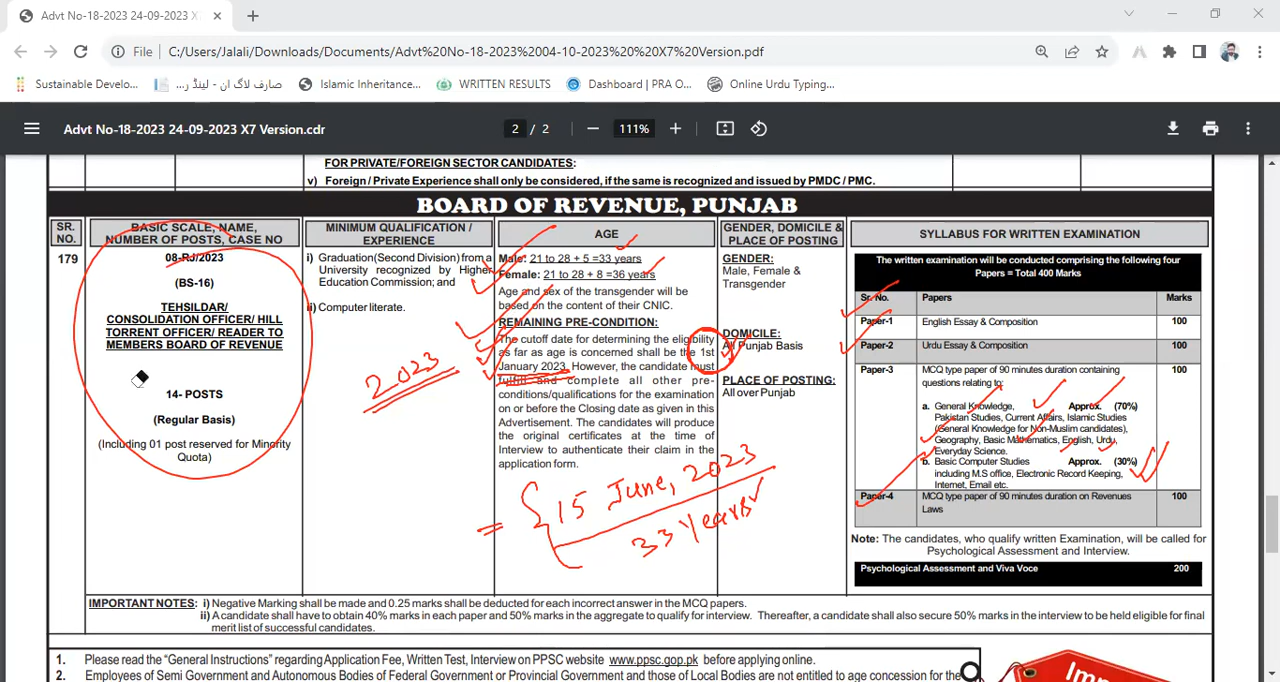 Advt No-18-2023 24-09-2023 X7
File
C:/Users/Jalali/Downloads/Documents/Advt%20No-18-2023%2004-10-2023%20%20X7%20Version.pdf
Sustainable Develo...
صارف لاگ ان - لینڈ ر...
Islamic Inheritance...
WRITTEN RESULTS
Dashboard | PRA O...
Online Urdu Typing...
Advt No-18-2023 24-09-2023 X7 Version.cdr
2 / 2
111%
FOR PRIVATE/FOREIGN SECTOR CANDIDATES:
v) Foreign / Private Experience shall only be considered, if the same is recognized and issued by PMDC / PMC.
BOARD OF REVENUE, PUNJAB
SR. NO.
BASIC SCALE, NAME,
NUMBER OF POSTS, CASE NO
MINIMUM QUALIFICATION /
EXPERIENCE
AGE
GENDER, DOMICILE &
PLACE OF POSTING
SYLLABUS FOR WRITTEN EXAMINATION
179
08-RJ/2023
(BS-16)
TEHSILDAR/
CONSOLIDATION OFFICER/ HILL
TORRENT OFFICER/ READER TO
MEMBERS BOARD OF REVENUE
14- POSTS
(Regular Basis)
(Including 01 post reserved for Minority
Quota)
i) Graduation(Second Division) from a
University recognized by Higher
Education Commission; and
ii) Computer literate.
Male: 21 to 28 + 5 =33 years
Female: 21 to 28 + 8 =36 years
Age and sex of the transgender will be
based on the content of their CNIC.
REMAINING PRE-CONDITION:
The cutoff date for determining the eligibility
as far as age is concerned shall be the 1st
January 2023. However, the candidate must
fulfill and complete all other pre-
conditions/qualifications for the examination
on or before the Closing date as given in this
Advertisement. The candidates will produce
the original certificates at the time of
Interview to authenticate their claim in the
application form.
2023
= 15 June, 2023
33 Years
GENDER:
Male, Female &
Transgender
DOMICILE:
All Punjab Basis
PLACE OF POSTING:
All over Punjab
The written examination will be conducted comprising the following four
Papers = Total 400 Marks
Sr. No. Papers Marks
Paper-1 English Essay & Composition 100
Paper-2 Urdu Essay & Composition 100
Paper-3 MCQ type paper of 90 minutes duration containing 100
questions relating to:
a. General Knowledge, Approx. (70%)
Pakistan Studies, Current Affairs, Islamic Studies
(General Knowledge for Non-Muslim candidates),
Geography, Basic Mathematics, English, Urdu,
Everyday Science.
b. Basic Computer Studies Approx. (30%)
including M.S office, Electronic Record Keeping,
Internet, Email etc.
Paper-4 MCQ type paper of 90 minutes duration on Revenues 100
Laws
Note: The candidates, who qualify written Examination, will be called for
Psychological Assessment and Interview.
Psychological Assessment and Viva Voce 200
IMPORTANT NOTES: i) Negative Marking shall be made and 0.25 marks shall be deducted for each incorrect answer in the MCQ papers.
ii) A candidate shall have to obtain 40% marks in each paper and 50% marks in the aggregate to qualify for interview. Thereafter, a candidate shall also secure 50% marks in the interview to be held eligible for final
merit list of successful candidates.
1. Please read the "General Instructions" regarding Application Fee, Written Test, Interview on PPSC website www.ppsc.gop.pk before applying online.
2. Employees of Semi Government and Autonomous Bodies of Federal Government or Provincial Government and those of Local Bodies are not entitled to age concession for the